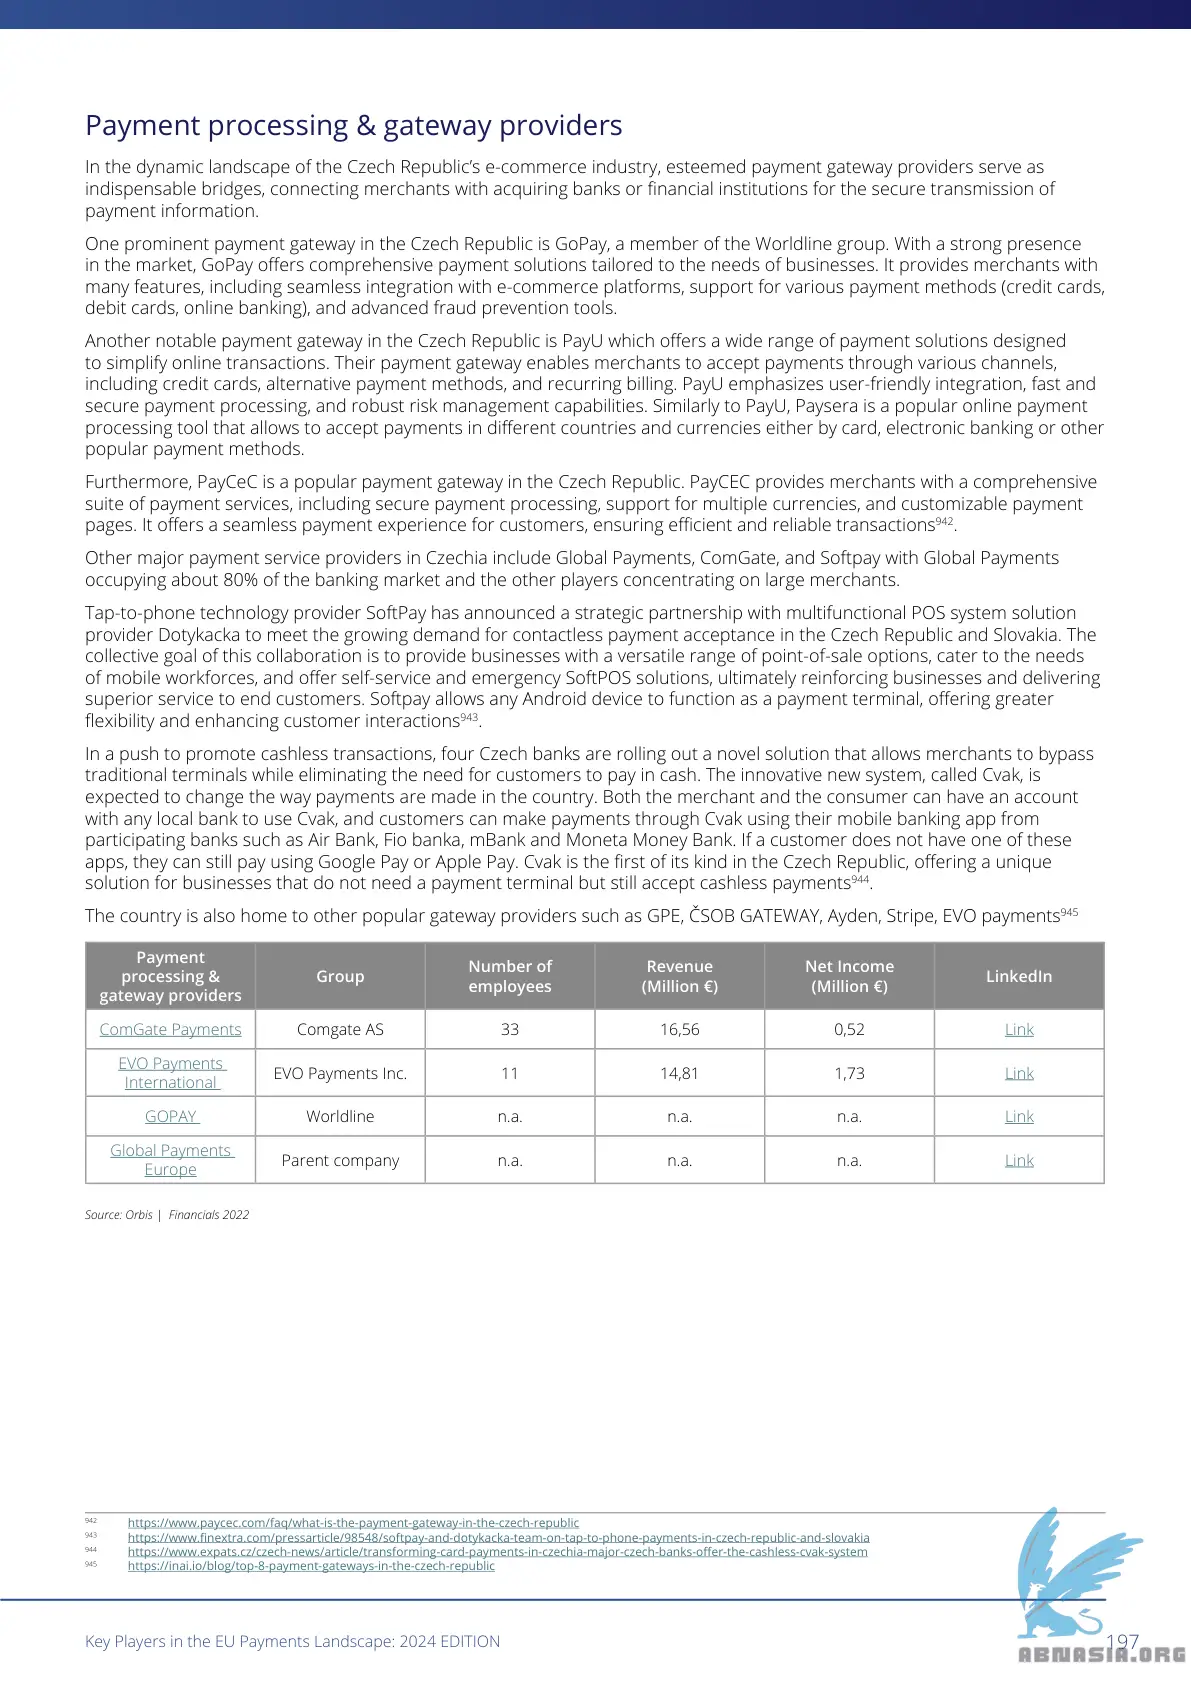 Payment processing & gateway providers
In the dynamic landscape of the Czech Republic’s e-commerce industry, esteemed payment gateway providers serve as
indispensable bridges, connecting merchants with acquiring banks or financial institutions for the secure transmission of
payment information.
One prominent payment gateway in the Czech Republic is GoPay, a member of the Worldline group. With a strong presence
in the market, GoPay offers comprehensive payment solutions tailored to the needs of businesses. It provides merchants with
many features, including seamless integration with e-commerce platforms, support for various payment methods (credit cards,
debit cards, online banking), and advanced fraud prevention tools.
Another notable payment gateway in the Czech Republic is PayU which offers a wide range of payment solutions designed
to simplify online transactions. Their payment gateway enables merchants to accept payments through various channels,
including credit cards, alternative payment methods, and recurring billing. PayU emphasizes user-friendly integration, fast and
secure payment processing, and robust risk management capabilities. Similarly to PayU, Paysera is a popular online payment
processing tool that allows to accept payments in different countries and currencies either by card, electronic banking or other
popular payment methods.
Furthermore, PayCeC is a popular payment gateway in the Czech Republic. PayCEC provides merchants with a comprehensive
suite of payment services, including secure payment processing, support for multiple currencies, and customizable payment
pages. It offers a seamless payment experience for customers, ensuring efficient and reliable transactions942.
Other major payment service providers in Czechia include Global Payments, ComGate, and Softpay with Global Payments
occupying about 80% of the banking market and the other players concentrating on large merchants.
Tap-to-phone technology provider SoftPay has announced a strategic partnership with multifunctional POS system solution
provider Dotykacka to meet the growing demand for contactless payment acceptance in the Czech Republic and Slovakia. The
collective goal of this collaboration is to provide businesses with a versatile range of point-of-sale options, cater to the needs
of mobile workforces, and offer self-service and emergency SoftPOS solutions, ultimately reinforcing businesses and delivering
superior service to end customers. Softpay allows any Android device to function as a payment terminal, offering greater
flexibility and enhancing customer interactions943.
In a push to promote cashless transactions, four Czech banks are rolling out a novel solution that allows merchants to bypass
traditional terminals while eliminating the need for customers to pay in cash. The innovative new system, called Cvak, is
expected to change the way payments are made in the country. Both the merchant and the consumer can have an account
with any local bank to use Cvak, and customers can make payments through Cvak using their mobile banking app from
participating banks such as Air Bank, Fio banka, mBank and Moneta Money Bank. If a customer does not have one of these
apps, they can still pay using Google Pay or Apple Pay. Cvak is the first of its kind in the Czech Republic, offering a unique
solution for businesses that do not need a payment terminal but still accept cashless payments944.
The country is also home to other popular gateway providers such as GPE, ČSOB GATEWAY, Ayden, Stripe, EVO payments945
Payment processing & gateway providers | Group | Number of employees | Revenue (Million €) | Net Income (Million €) | LinkedIn
ComGate Payments | Comgate AS | 33 | 16,56 | 0,52 | Link
EVO Payments International | EVO Payments Inc. | 11 | 14,81 | 1,73 | Link
GOPAY | Worldline | n.a. | n.a. | n.a. | Link
Global Payments Europe | Parent company | n.a. | n.a. | n.a. | Link
Source: Orbis | Financials 2022
942 https://www.paycec.com/faq/what-is-the-payment-gateway-in-the-czech-republic
943 https://www.finextra.com/pressarticle/98548/softpay-and-dotykacka-team-on-tap-to-phone-payments-in-czech-republic-and-slovakia
944 https://www.expats.cz/czech-news/article/transforming-card-payments-in-czechia-major-czech-banks-offer-the-cashless-cvak-system
945 https://inai.io/blog/top-8-payment-gateways-in-the-czech-republic
Key Players in the EU Payments Landscape: 2024 EDITION
197
ABNASIA.ORG